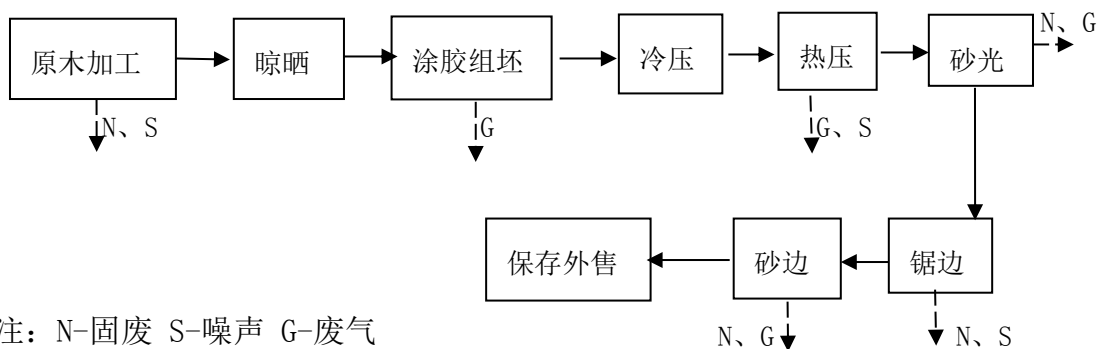 N、G
原木加工
晾晒
涂胶组坯
冷压
热压
砂光
N、S
G
G、S
保存外售
砂边
锯边
N、G
N、S
注：N-固废 S-噪声 G-废气